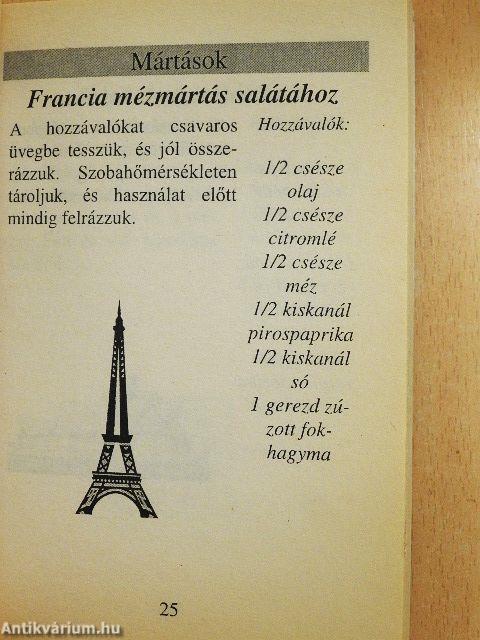 Mártások
Francia mézmártás salátához
A hozzávalókat csavaros
üvegbe tesszük, és jól össze-
rázzuk. Szobahőmérsékleten
tároljuk, és használat előtt
mindig felrázzuk.
Hozzávalók:
1/2 csésze
olaj
1/2 csésze
citromlé
1/2 csésze
méz
1/2 kiskanál
pirospaprika
1/2 kiskanál
só
1 gerezd zú-
zott fok-
hagyma
25
Antikvárium.hu